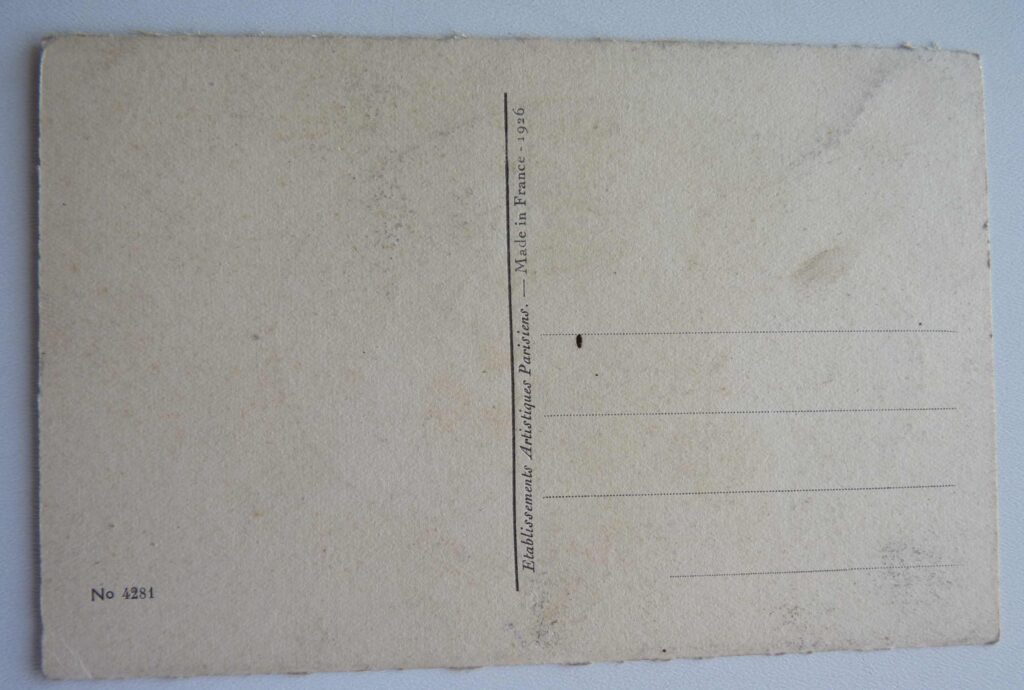 Etablissements Artistiques Parisiens. — Made in France - 1926
No 4281